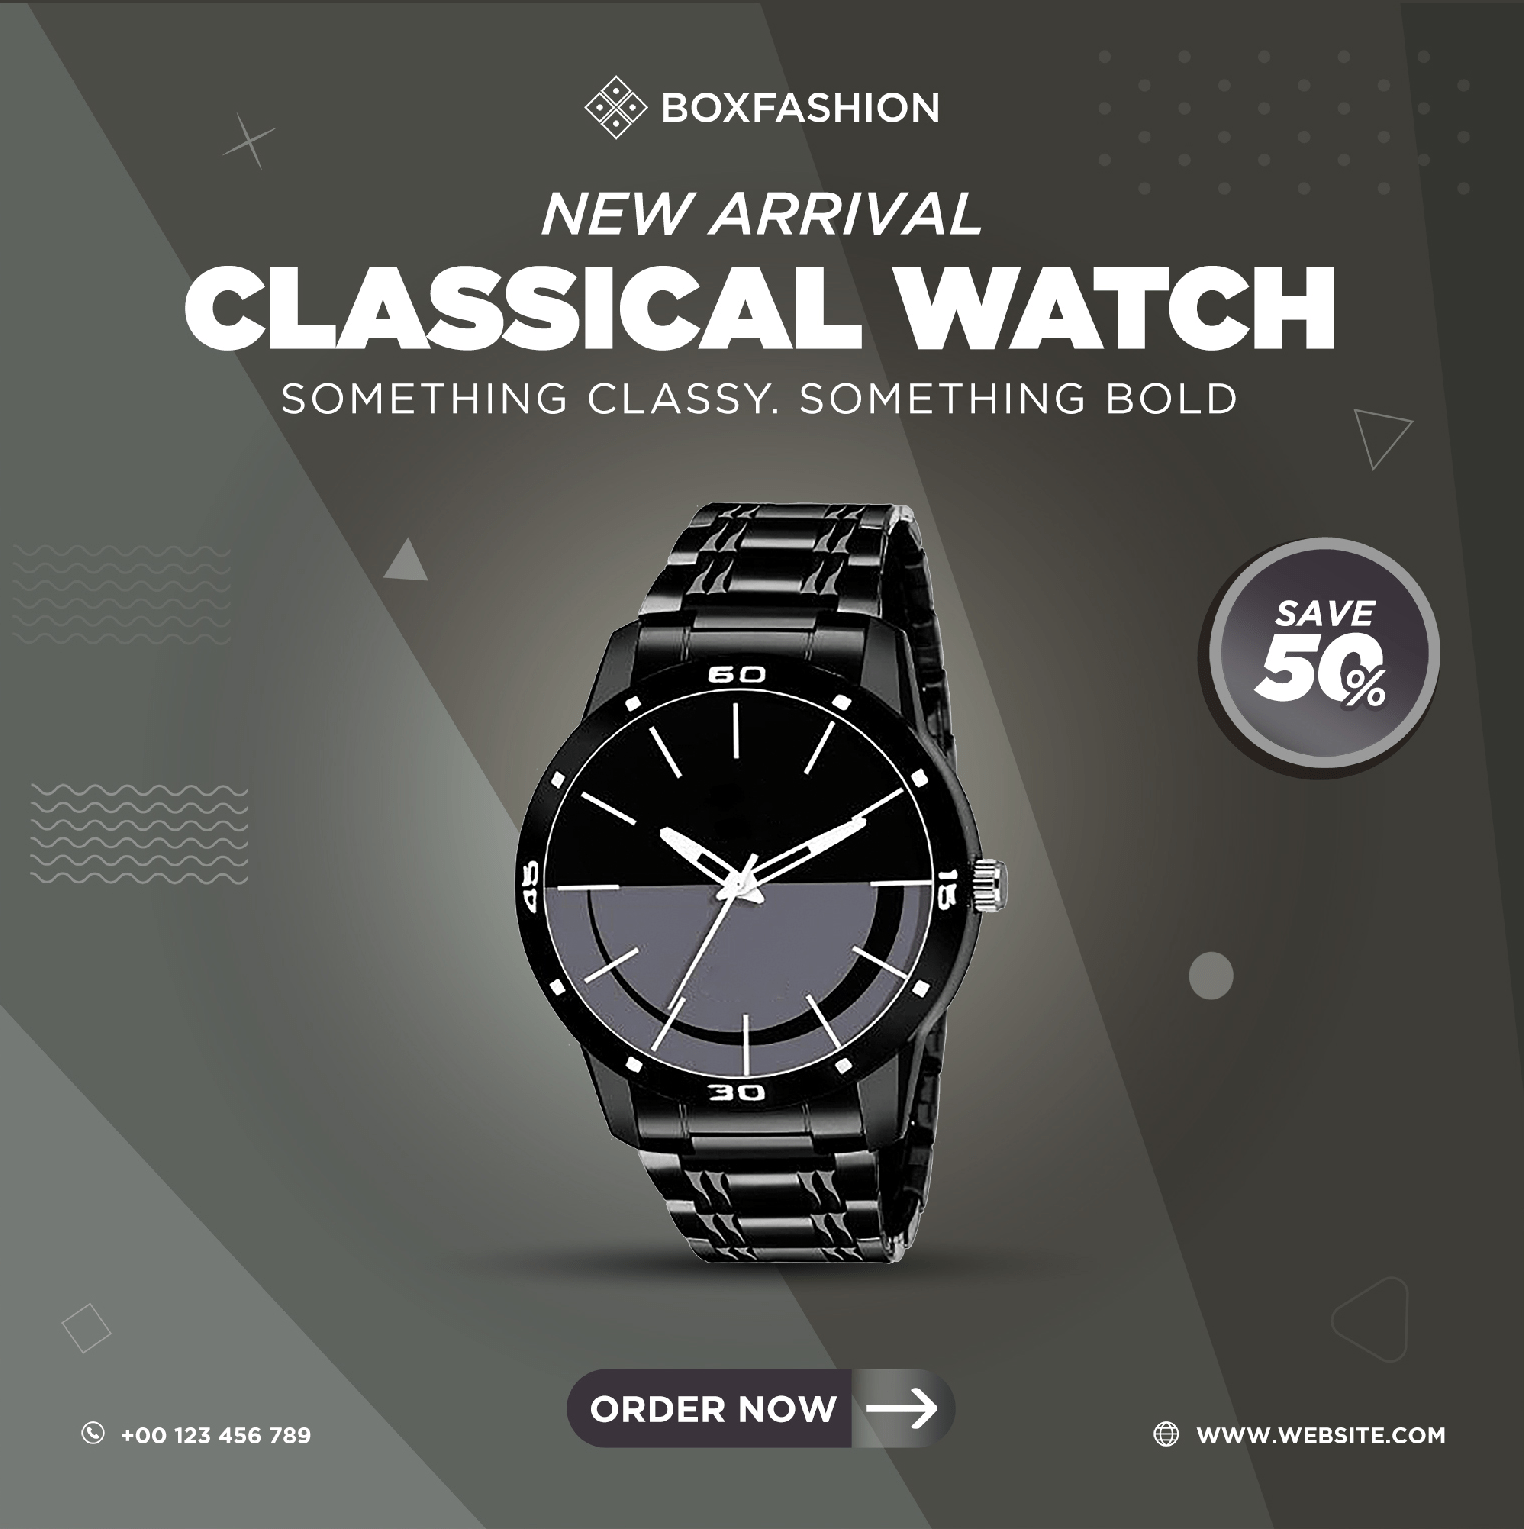 BOXFASHION
NEW ARRIVAL
CLASSICAL WATCH
SOMETHING CLASSY. SOMETHING BOLD
SAVE
50%
60
45
15
30
ORDER NOW
+00 123 456 789
WWW.WEBSITE.COM